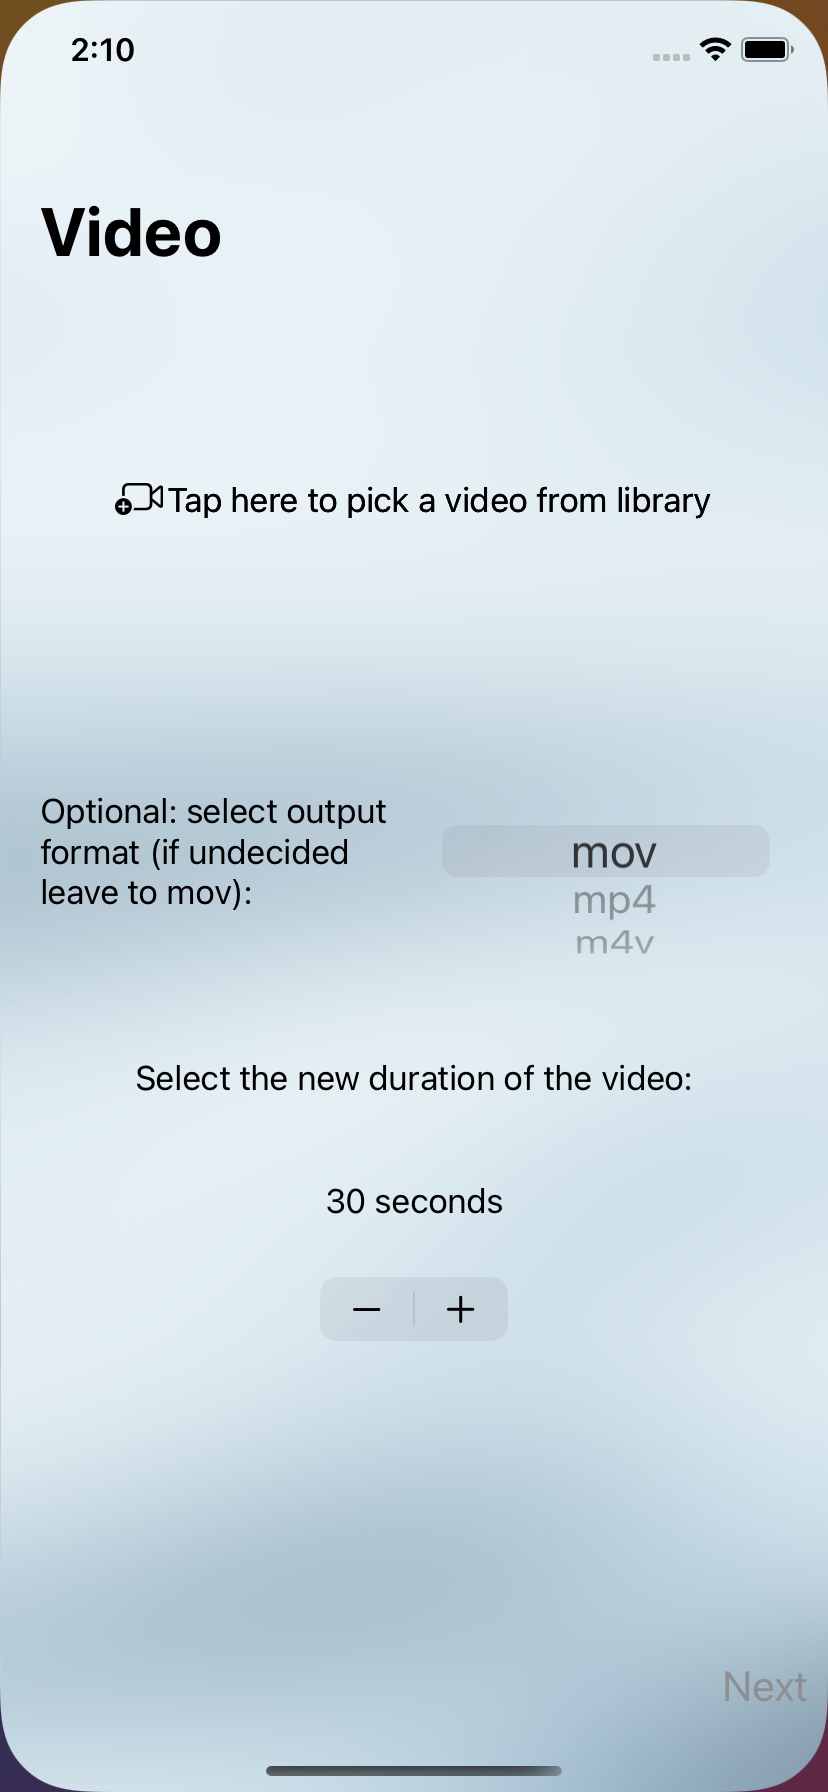 2:10
Video
Tap here to pick a video from library
Optional: select output
format (if undecided
leave to mov):
mov
mp4
m4v
Select the new duration of the video:
30 seconds
Next